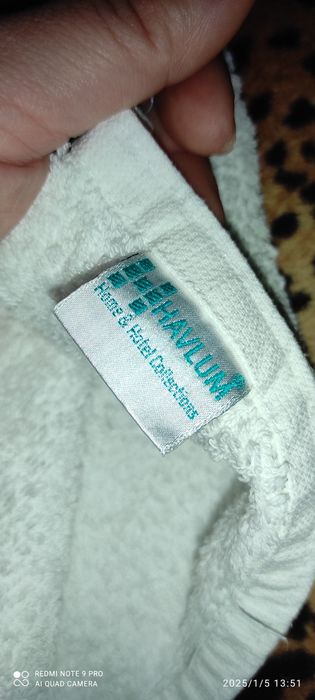 HAVLUM®
Home & Hotel Collections
REDMI NOTE 9 PRO
AI QUAD CAMERA
2025/1/5 13:51